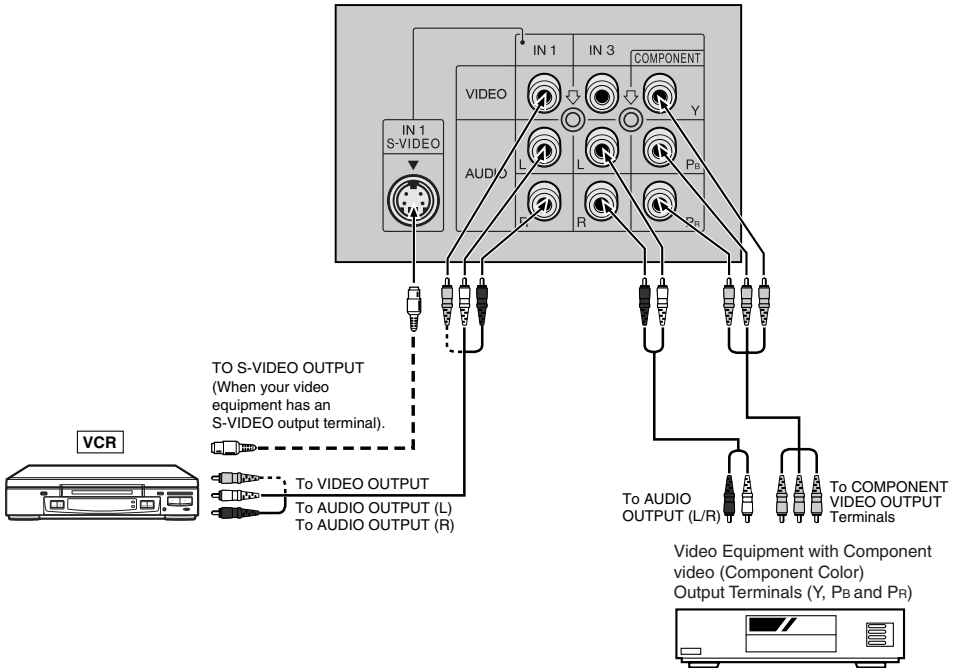 IN 1
IN 3
COMPONENT
VIDEO
Y
IN 1
S-VIDEO
L
L
PB
AUDIO
R
R
PR
TO S-VIDEO OUTPUT
(When your video
equipment has an
S-VIDEO output terminal).
VCR
To VIDEO OUTPUT
To AUDIO OUTPUT (L)
To AUDIO OUTPUT (R)
To AUDIO
OUTPUT (L/R)
To COMPONENT
VIDEO OUTPUT
Terminals
Video Equipment with Component
video (Component Color)
Output Terminals (Y, PB and PR)